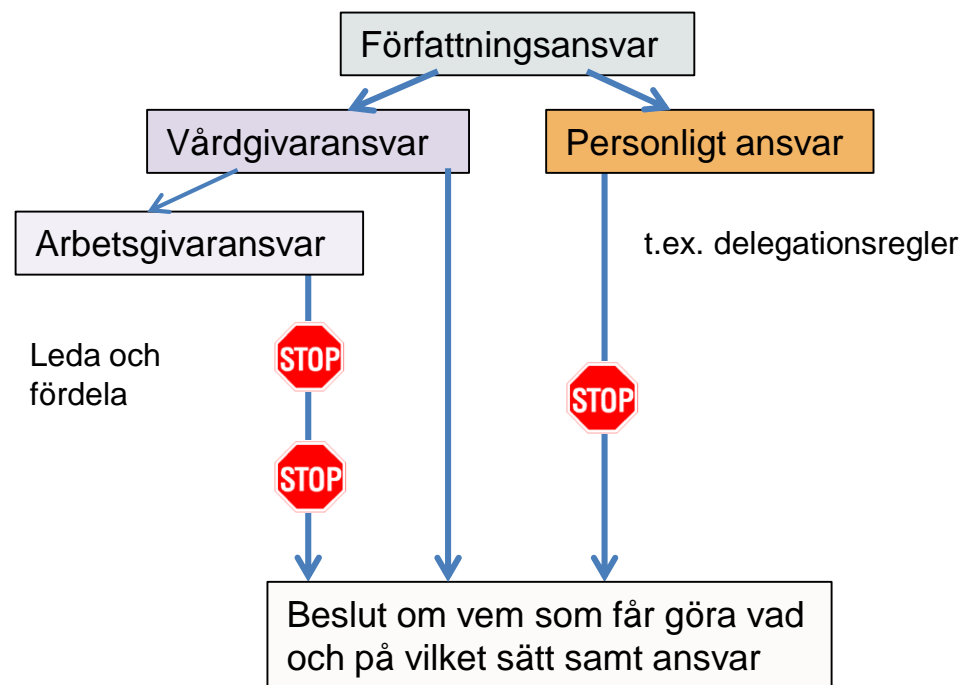 Författningsansvar
Vårdgivaransvar
Personligt ansvar
Arbetsgivaransvar
t.ex. delegationsregler
Leda och
fördela
STOP
STOP
STOP
Beslut om vem som får göra vad
och på vilket sätt samt ansvar